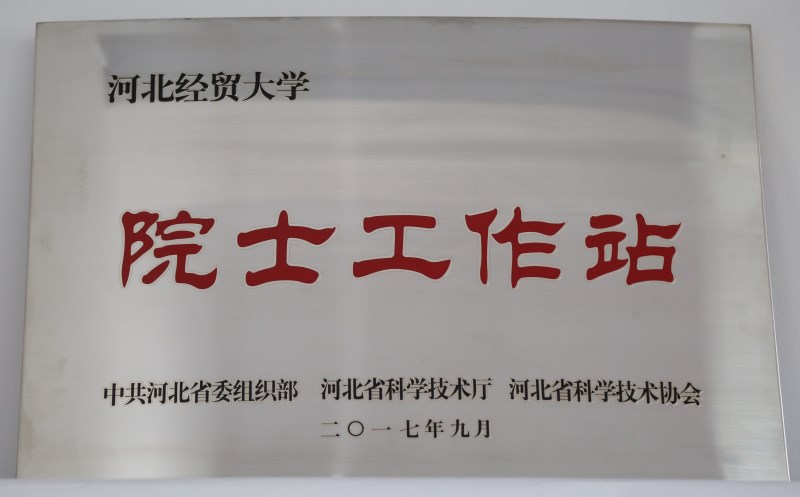 河北经贸大学
院士工作站
中共河北省委组织部 河北省科学技术厅 河北省科学技术协会
二〇一七年九月